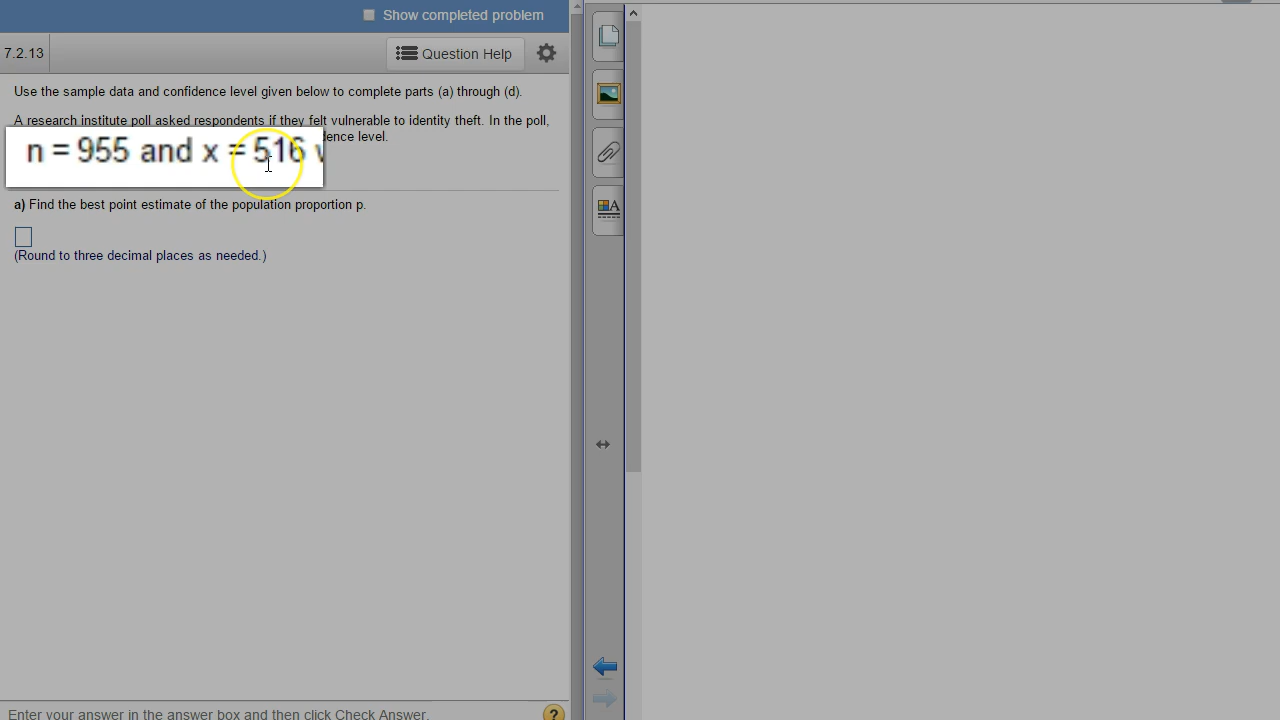 Show completed problem
7.2.13
Question Help
Use the sample data and confidence level given below to complete parts (a) through (d).
A research institute poll asked respondents if they felt vulnerable to identity theft. In the poll,
n = 955 and x = 516
dence level.
a) Find the best point estimate of the population proportion p.
(Round to three decimal places as needed.)
A
Enter your answer in the answer box and then click Check Answer.
?